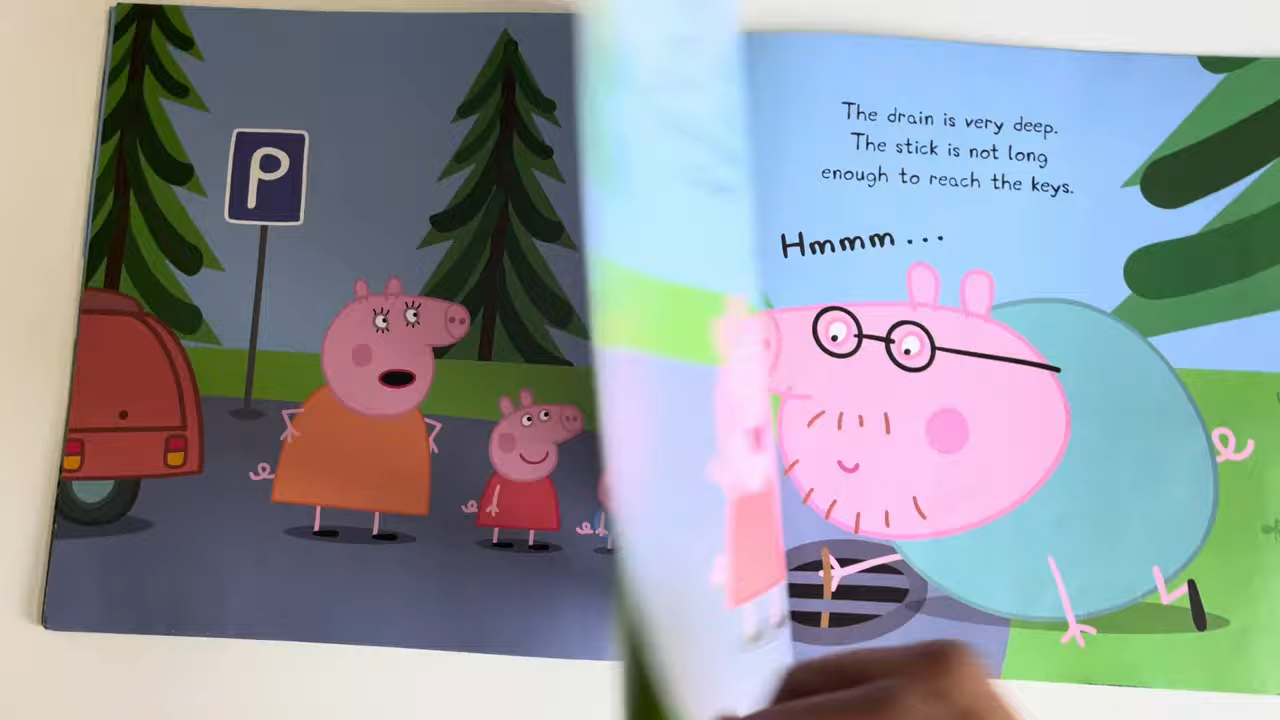 P
The drain is very deep.
The stick is not long
enough to reach the keys.
Hmmm...